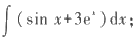 ∫ ( sin x+3eˣ ) dx;